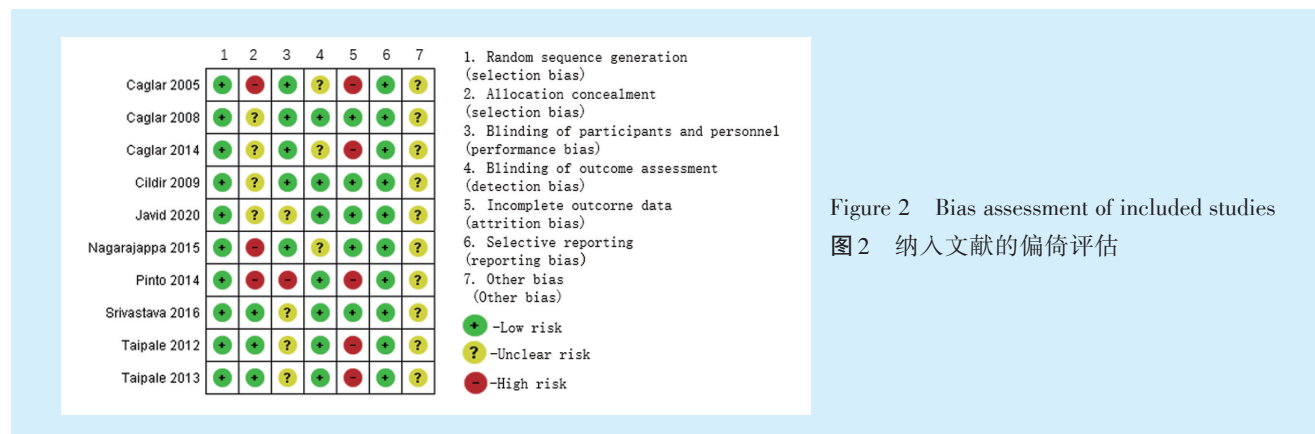 1 2 3 4 5 6 7
Caglar 2005 + - + ? - + ?
Caglar 2008 + ? + + + + ?
Caglar 2014 + ? + ? - + ?
Cildir 2009 + ? + + + + ?
Javid 2020 + ? ? + + + ?
Nagarajappa 2015 + - + ? + + ?
Pinto 2014 + - - + - + ?
Srivastava 2016 + + ? + + + ?
Taipale 2012 + + ? + - + ?
Taipale 2013 + + ? + - + ?
1. Random sequence generation
(selection bias)
2. Allocation concealment
(selection bias)
3. Blinding of participants and personnel
(performance bias)
4. Blinding of outcome assessment
(detection bias)
5. Incomplete outcorne data
(attrition bias)
6. Selective reporting
(reporting bias)
7. Other bias
(Other bias)
+ -Low risk
? -Unclear risk
- -High risk
Figure 2 Bias assessment of included studies
图2 纳入文献的偏倚评估